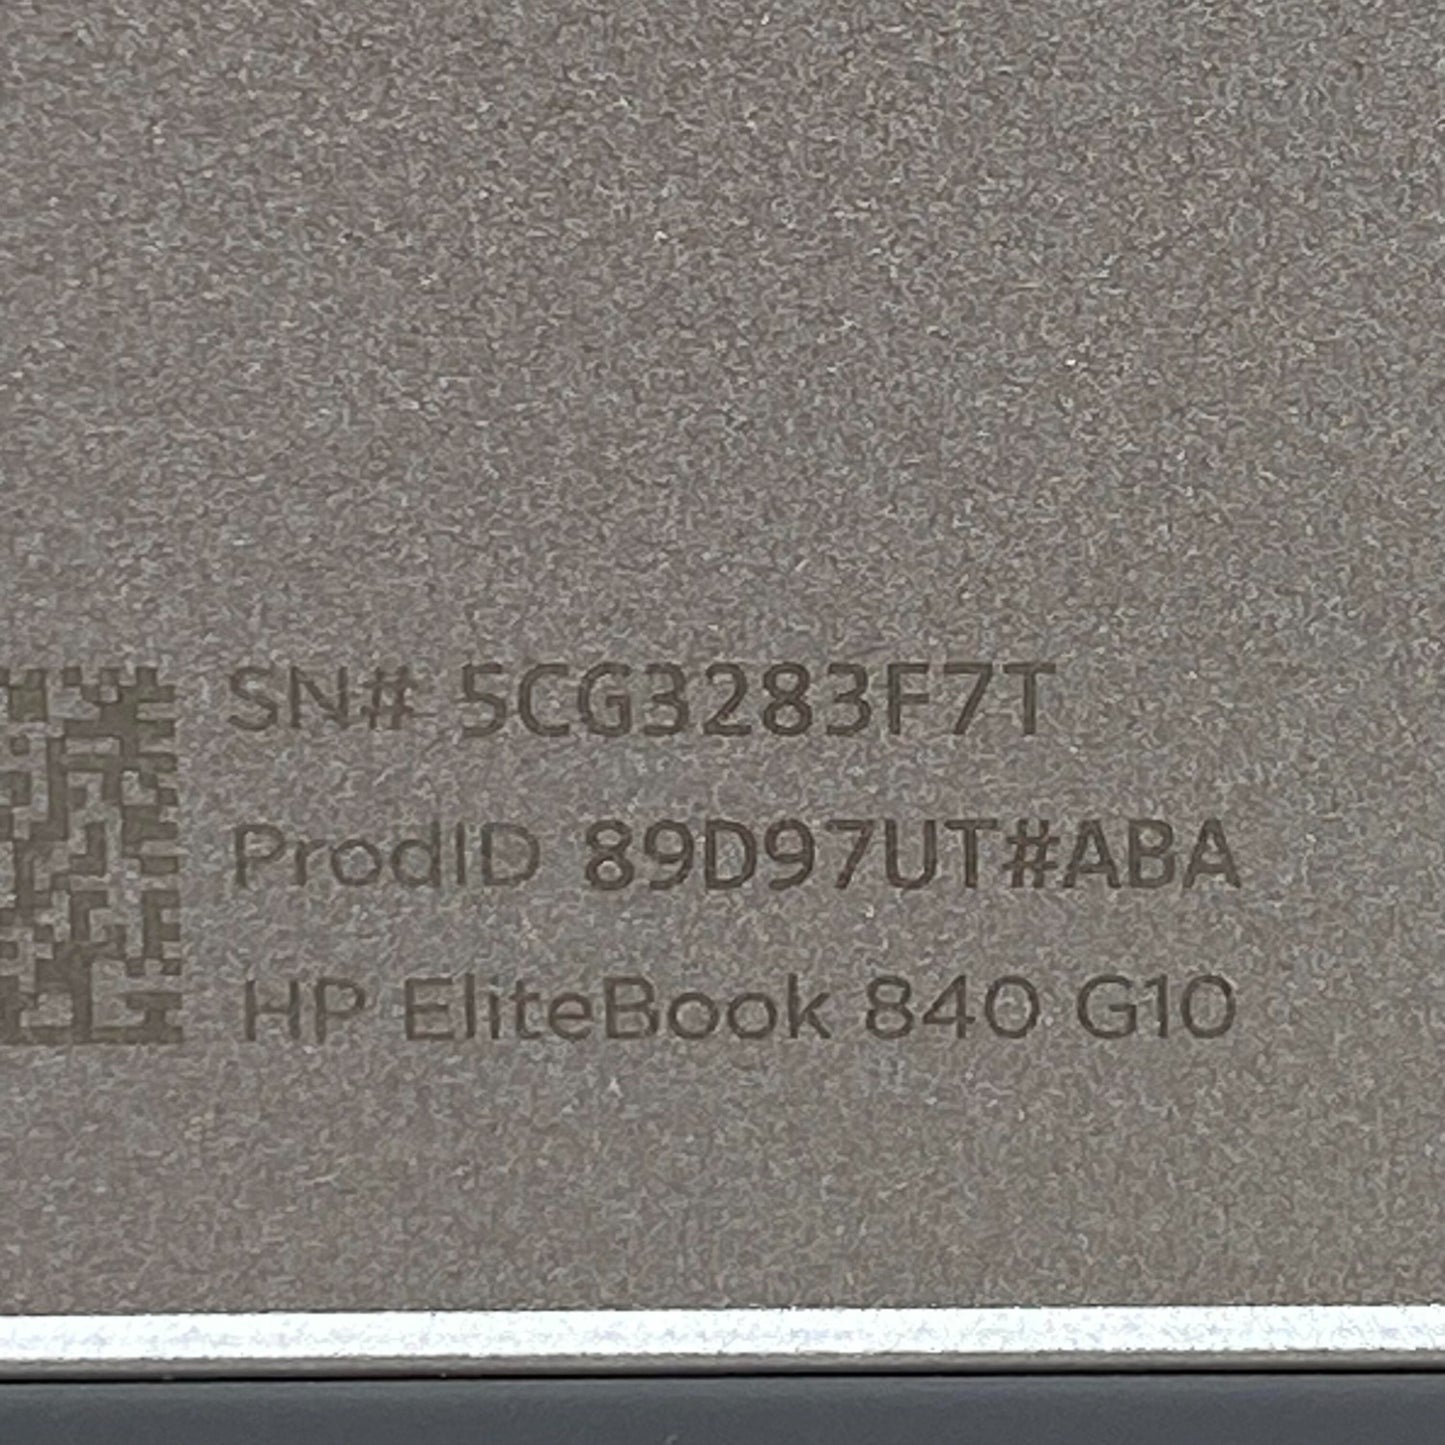 SN# 5CG3283F7T
ProdID 89D97UT#ABA
HP EliteBook 840 G10